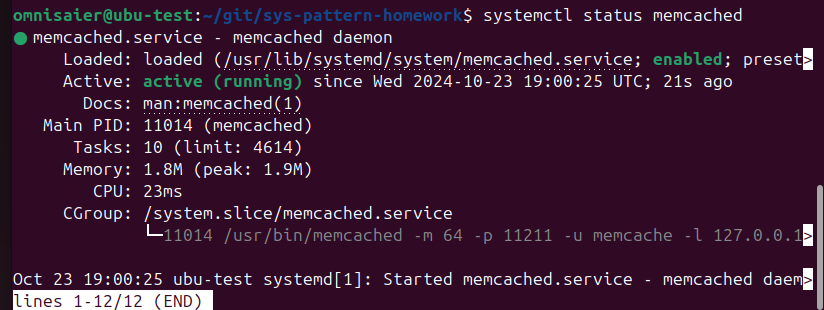 omnisaier@ubu-test:~/git/sys-pattern-homework$ systemctl status memcached
● memcached.service - memcached daemon
     Loaded: loaded (/usr/lib/systemd/system/memcached.service; enabled; preset>
     Active: active (running) since Wed 2024-10-23 19:00:25 UTC; 21s ago
       Docs: man:memcached(1)
   Main PID: 11014 (memcached)
      Tasks: 10 (limit: 4614)
     Memory: 1.8M (peak: 1.9M)
        CPU: 23ms
     CGroup: /system.slice/memcached.service
             └─11014 /usr/bin/memcached -m 64 -p 11211 -u memcache -l 127.0.0.1>
Oct 23 19:00:25 ubu-test systemd[1]: Started memcached.service - memcached daem>
lines 1-12/12 (END)